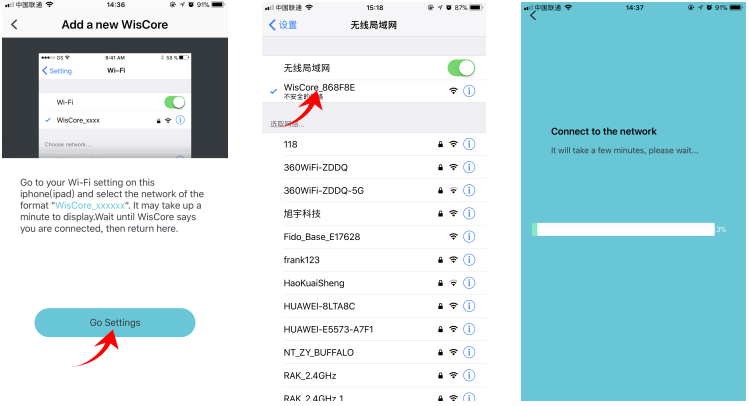 中国联通
14:36
91%
Add a new WisCore
GS
9:41 AM
58 %
Setting
Wi-Fi
Wi-Fi
WisCore_xxxx
Choose network...
Go to your Wi-Fi setting on this
iphone(ipad) and select the network of the
format "WisCore_xxxxxx". It may take up a
minute to display.Wait until WisCore says
you are connected, then return here.
Go Settings
中国联通
15:18
87%
设置
无线局域网
无线局域网
WisCore_868F8E
不安全的网络
选取网络...
118
360WiFi-ZDDQ
360WiFi-ZDDQ-5G
旭宇科技
Fido_Base_E17628
frank123
HaoKuaiSheng
HUAWEI-8LTA8C
HUAWEI-E5573-A7F1
NT_ZY_BUFFALO
RAK_2.4GHz
RAK_2.4GHz_1
中国联通
14:37
91%
Connect to the network
It will take a few minutes, please wait...
3%